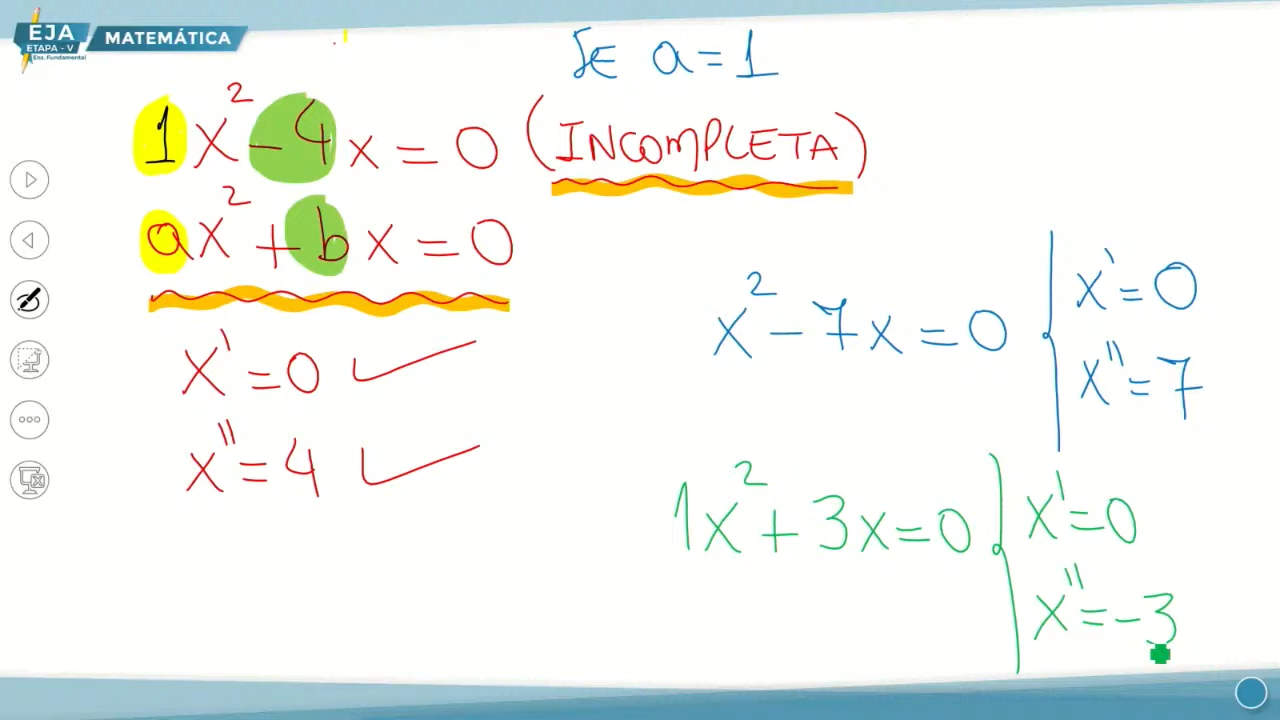 EJA
ETAPA - V
Ens. Fundamental
MATEMÁTICA
SE a = 1
1x² - 4x = 0 (INCOMPLETA)
ax² + bx = 0
x' = 0
x'' = 4
x² - 7x = 0
x' = 0
x'' = 7
1x² + 3x = 0
x' = 0
x'' = -3